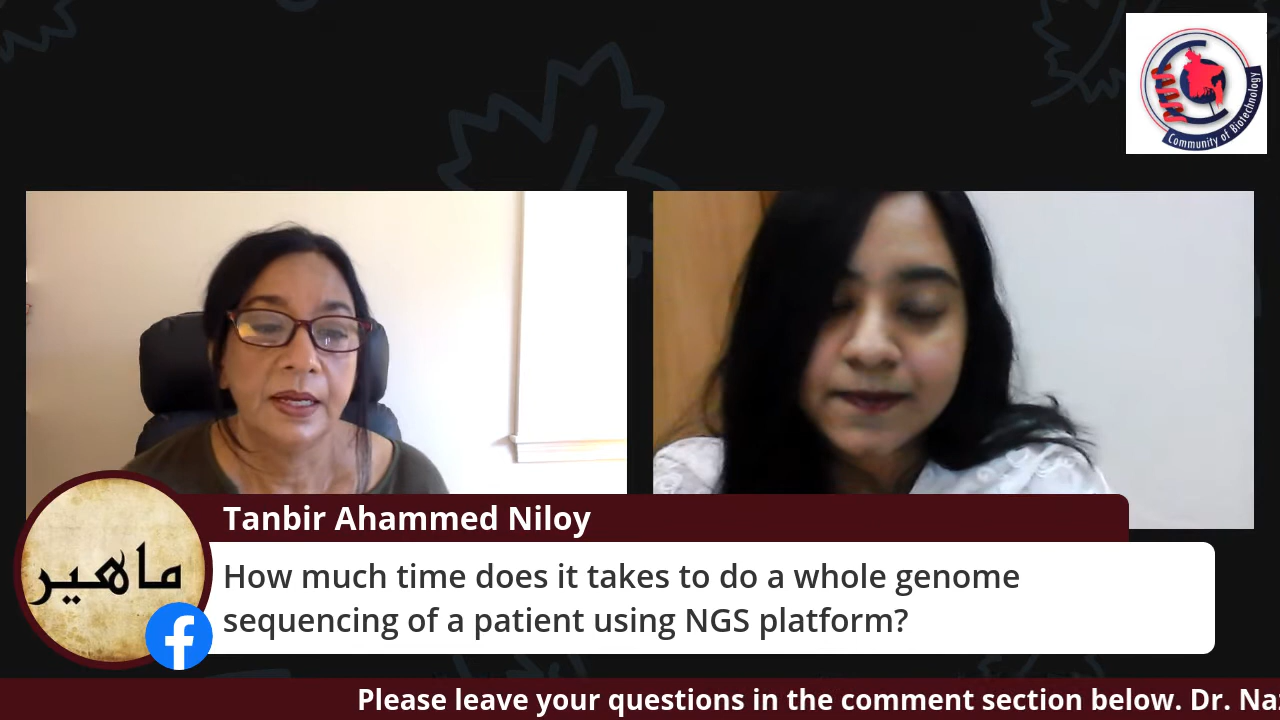 Community of Biotechnology
Tanbir Ahammed Niloy
ماهير
How much time does it takes to do a whole genome
sequencing of a patient using NGS platform?
Please leave your questions in the comment section below. Dr. Na